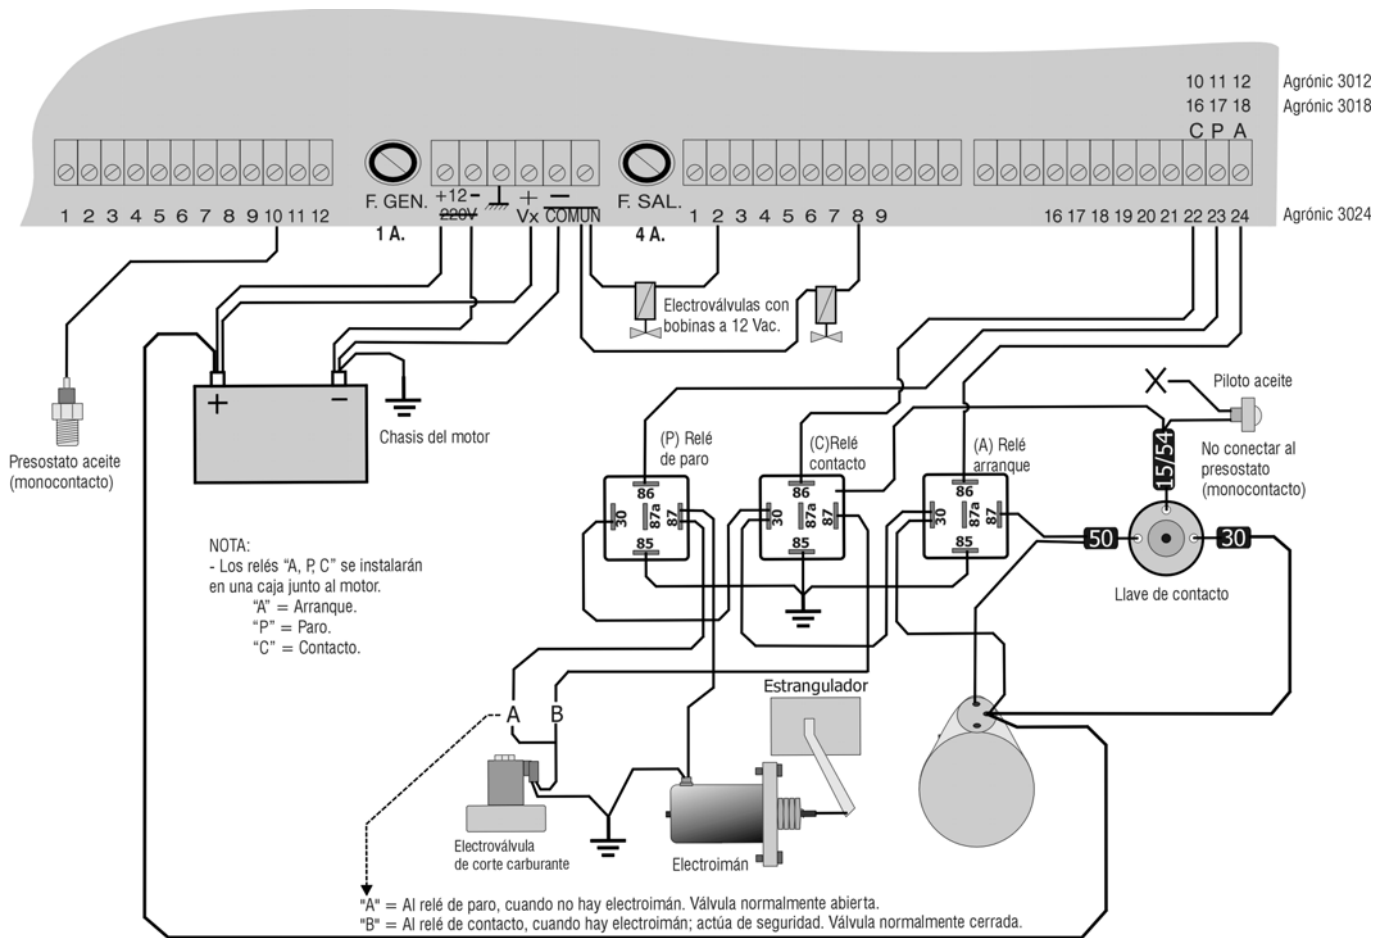 10 11 12 Agrónic 3012
16 17 18 Agrónic 3018
C P A
F. GEN. +12 - + - F. SAL.
220V Vx COMUN
1 2 3 4 5 6 7 8 9 10 11 12
1 2 3 4 5 6 7 8 9
16 17 18 19 20 21 22 23 24 Agrónic 3024
1 A.
4 A.
Electroválvulas con
bobinas a 12 Vac.
+ -
Chasis del motor
Presostato aceite
(monocontacto)
X
Piloto aceite
No conectar al
presostato
(monocontacto)
(P) Relé
de paro
(C)Relé
contacto
(A) Relé
arranque
15/54
86
30 87a 87
85
86
30 87a 87
85
86
30 87a 87
85
50
30
Llave de contacto
NOTA:
- Los relés “A, P, C” se instalarán
en una caja junto al motor.
“A” = Arranque.
“P” = Paro.
“C” = Contacto.
A B
Estrangulador
Electroválvula
de corte carburante
Electroimán
"A" = Al relé de paro, cuando no hay electroimán. Válvula normalmente abierta.
"B" = Al relé de contacto, cuando hay electroimán; actúa de seguridad. Válvula normalmente cerrada.